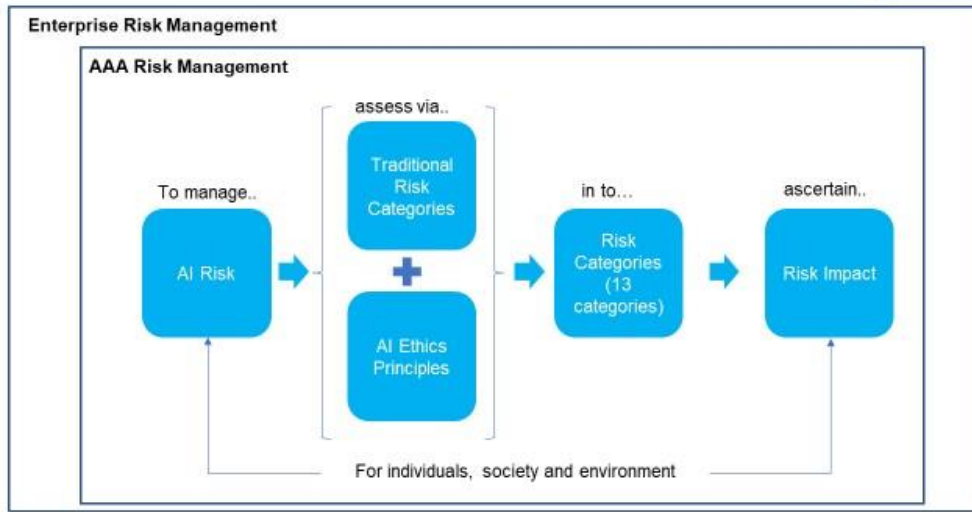 Enterprise Risk Management
AAA Risk Management
To manage..
AI Risk
assess via..
Traditional
Risk
Categories
AI Ethics
Principles
in to…
Risk
Categories
(13
categories)
ascertain..
Risk Impact
For individuals, society and environment